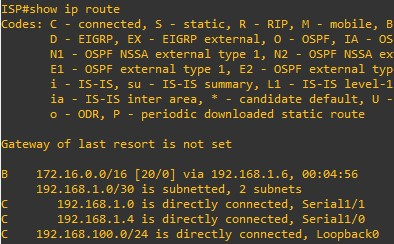 ISP#show ip route
Codes: C - connected, S - static, R - RIP, M - mobile, B
D - EIGRP, EX - EIGRP external, O - OSPF, IA - OS
N1 - OSPF NSSA external type 1, N2 - OSPF NSSA ex
E1 - OSPF external type 1, E2 - OSPF external typ
i - IS-IS, su - IS-IS summary, L1 - IS-IS level-1
ia - IS-IS inter area, * - candidate default, U -
o - ODR, P - periodic downloaded static route
Gateway of last resort is not set
B 172.16.0.0/16 [20/0] via 192.168.1.6, 00:04:56
192.168.1.0/30 is subnetted, 2 subnets
C 192.168.1.0 is directly connected, Serial1/1
C 192.168.1.4 is directly connected, Serial1/0
C 192.168.100.0/24 is directly connected, Loopback0